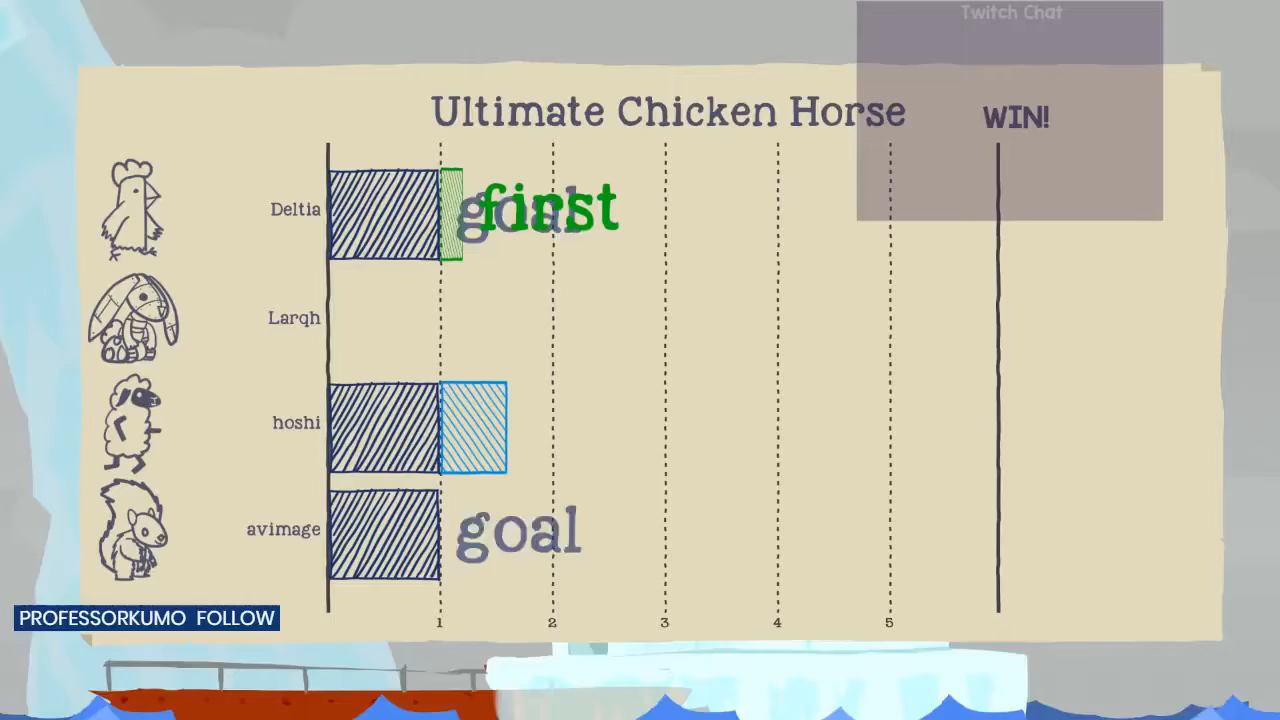 Twitch Chat
Ultimate Chicken Horse
WIN!
Deltia
goal
first
Larqh
hoshi
avimage
goal
PROFESSORKUMO FOLLOW
1 2 3 4 5